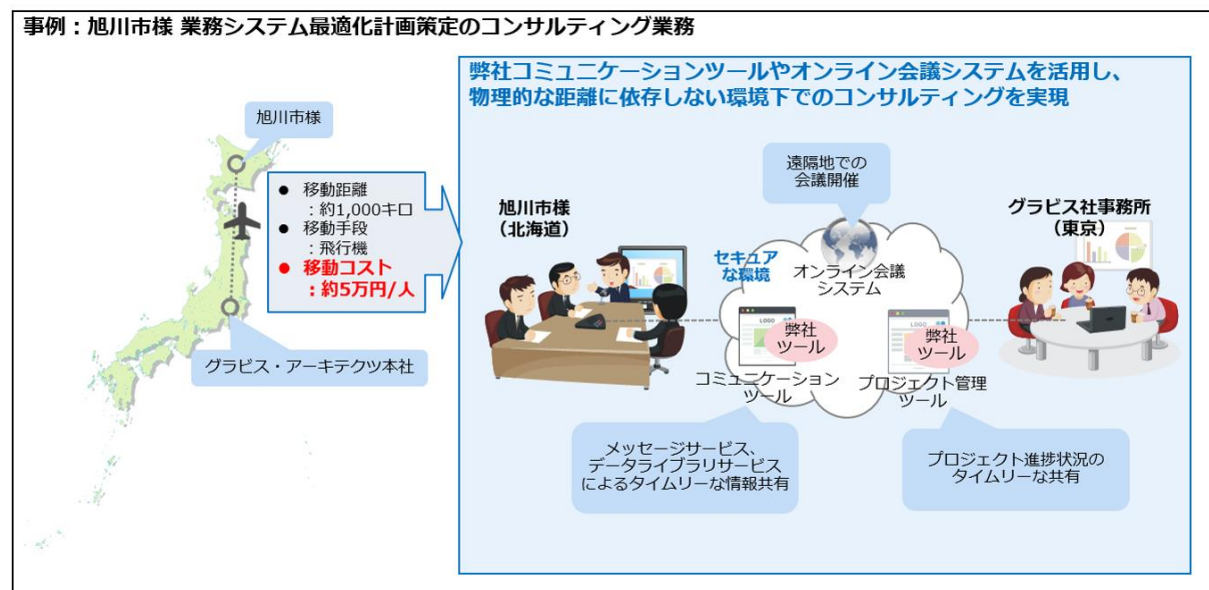 事例：旭川市様 業務システム最適化計画策定のコンサルティング業務
旭川市様
● 移動距離
：約1,000キロ
● 移動手段
：飛行機
● 移動コスト
：約5万円/人
グラビス・アーキテクツ本社
弊社コミュニケーションツールやオンライン会議システムを活用し、
物理的な距離に依存しない環境下でのコンサルティングを実現
遠隔地での
会議開催
旭川市様
（北海道）
グラビス社事務所
（東京）
セキュア
な環境
オンライン会議
システム
LOGO
弊社
ツール
コミュニケーション
ツール
LOGO
弊社
ツール
プロジェクト管理
ツール
メッセージサービス、
データライブラリサービス
によるタイムリーな情報共有
プロジェクト進捗状況の
タイムリーな共有